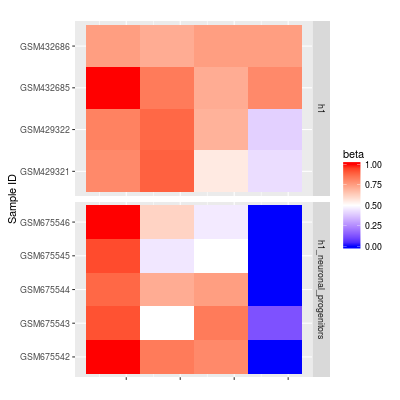 GSM432686
GSM432685
GSM429322
GSM429321
h1
GSM675546
GSM675545
GSM675544
GSM675543
GSM675542
h1_neuronal_progenitors
Sample ID
beta
1.00
0.75
0.50
0.25
0.00